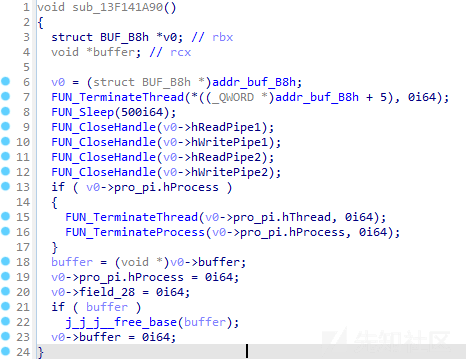 1 void sub_13F141A90()
2 {
3 struct BUF_B8h *v0; // rbx
4 void *buffer; // rcx
5
6 v0 = (struct BUF_B8h *)addr_buf_B8h;
7 FUN_TerminateThread(*((_QWORD *)addr_buf_B8h + 5), 0i64);
8 FUN_Sleep(500i64);
9 FUN_CloseHandle(v0->hReadPipe1);
10 FUN_CloseHandle(v0->hWritePipe1);
11 FUN_CloseHandle(v0->hReadPipe2);
12 FUN_CloseHandle(v0->hWritePipe2);
13 if ( v0->pro_pi.hProcess )
14 {
15 FUN_TerminateThread(v0->pro_pi.hThread, 0i64);
16 FUN_TerminateProcess(v0->pro_pi.hProcess, 0i64);
17 }
18 buffer = (void *)v0->buffer;
19 v0->pro_pi.hProcess = 0i64;
20 v0->field_28 = 0i64;
21 if ( buffer )
22 j_j_j__free_base(buffer);
23 v0->buffer = 0i64;
24 }
先知社区